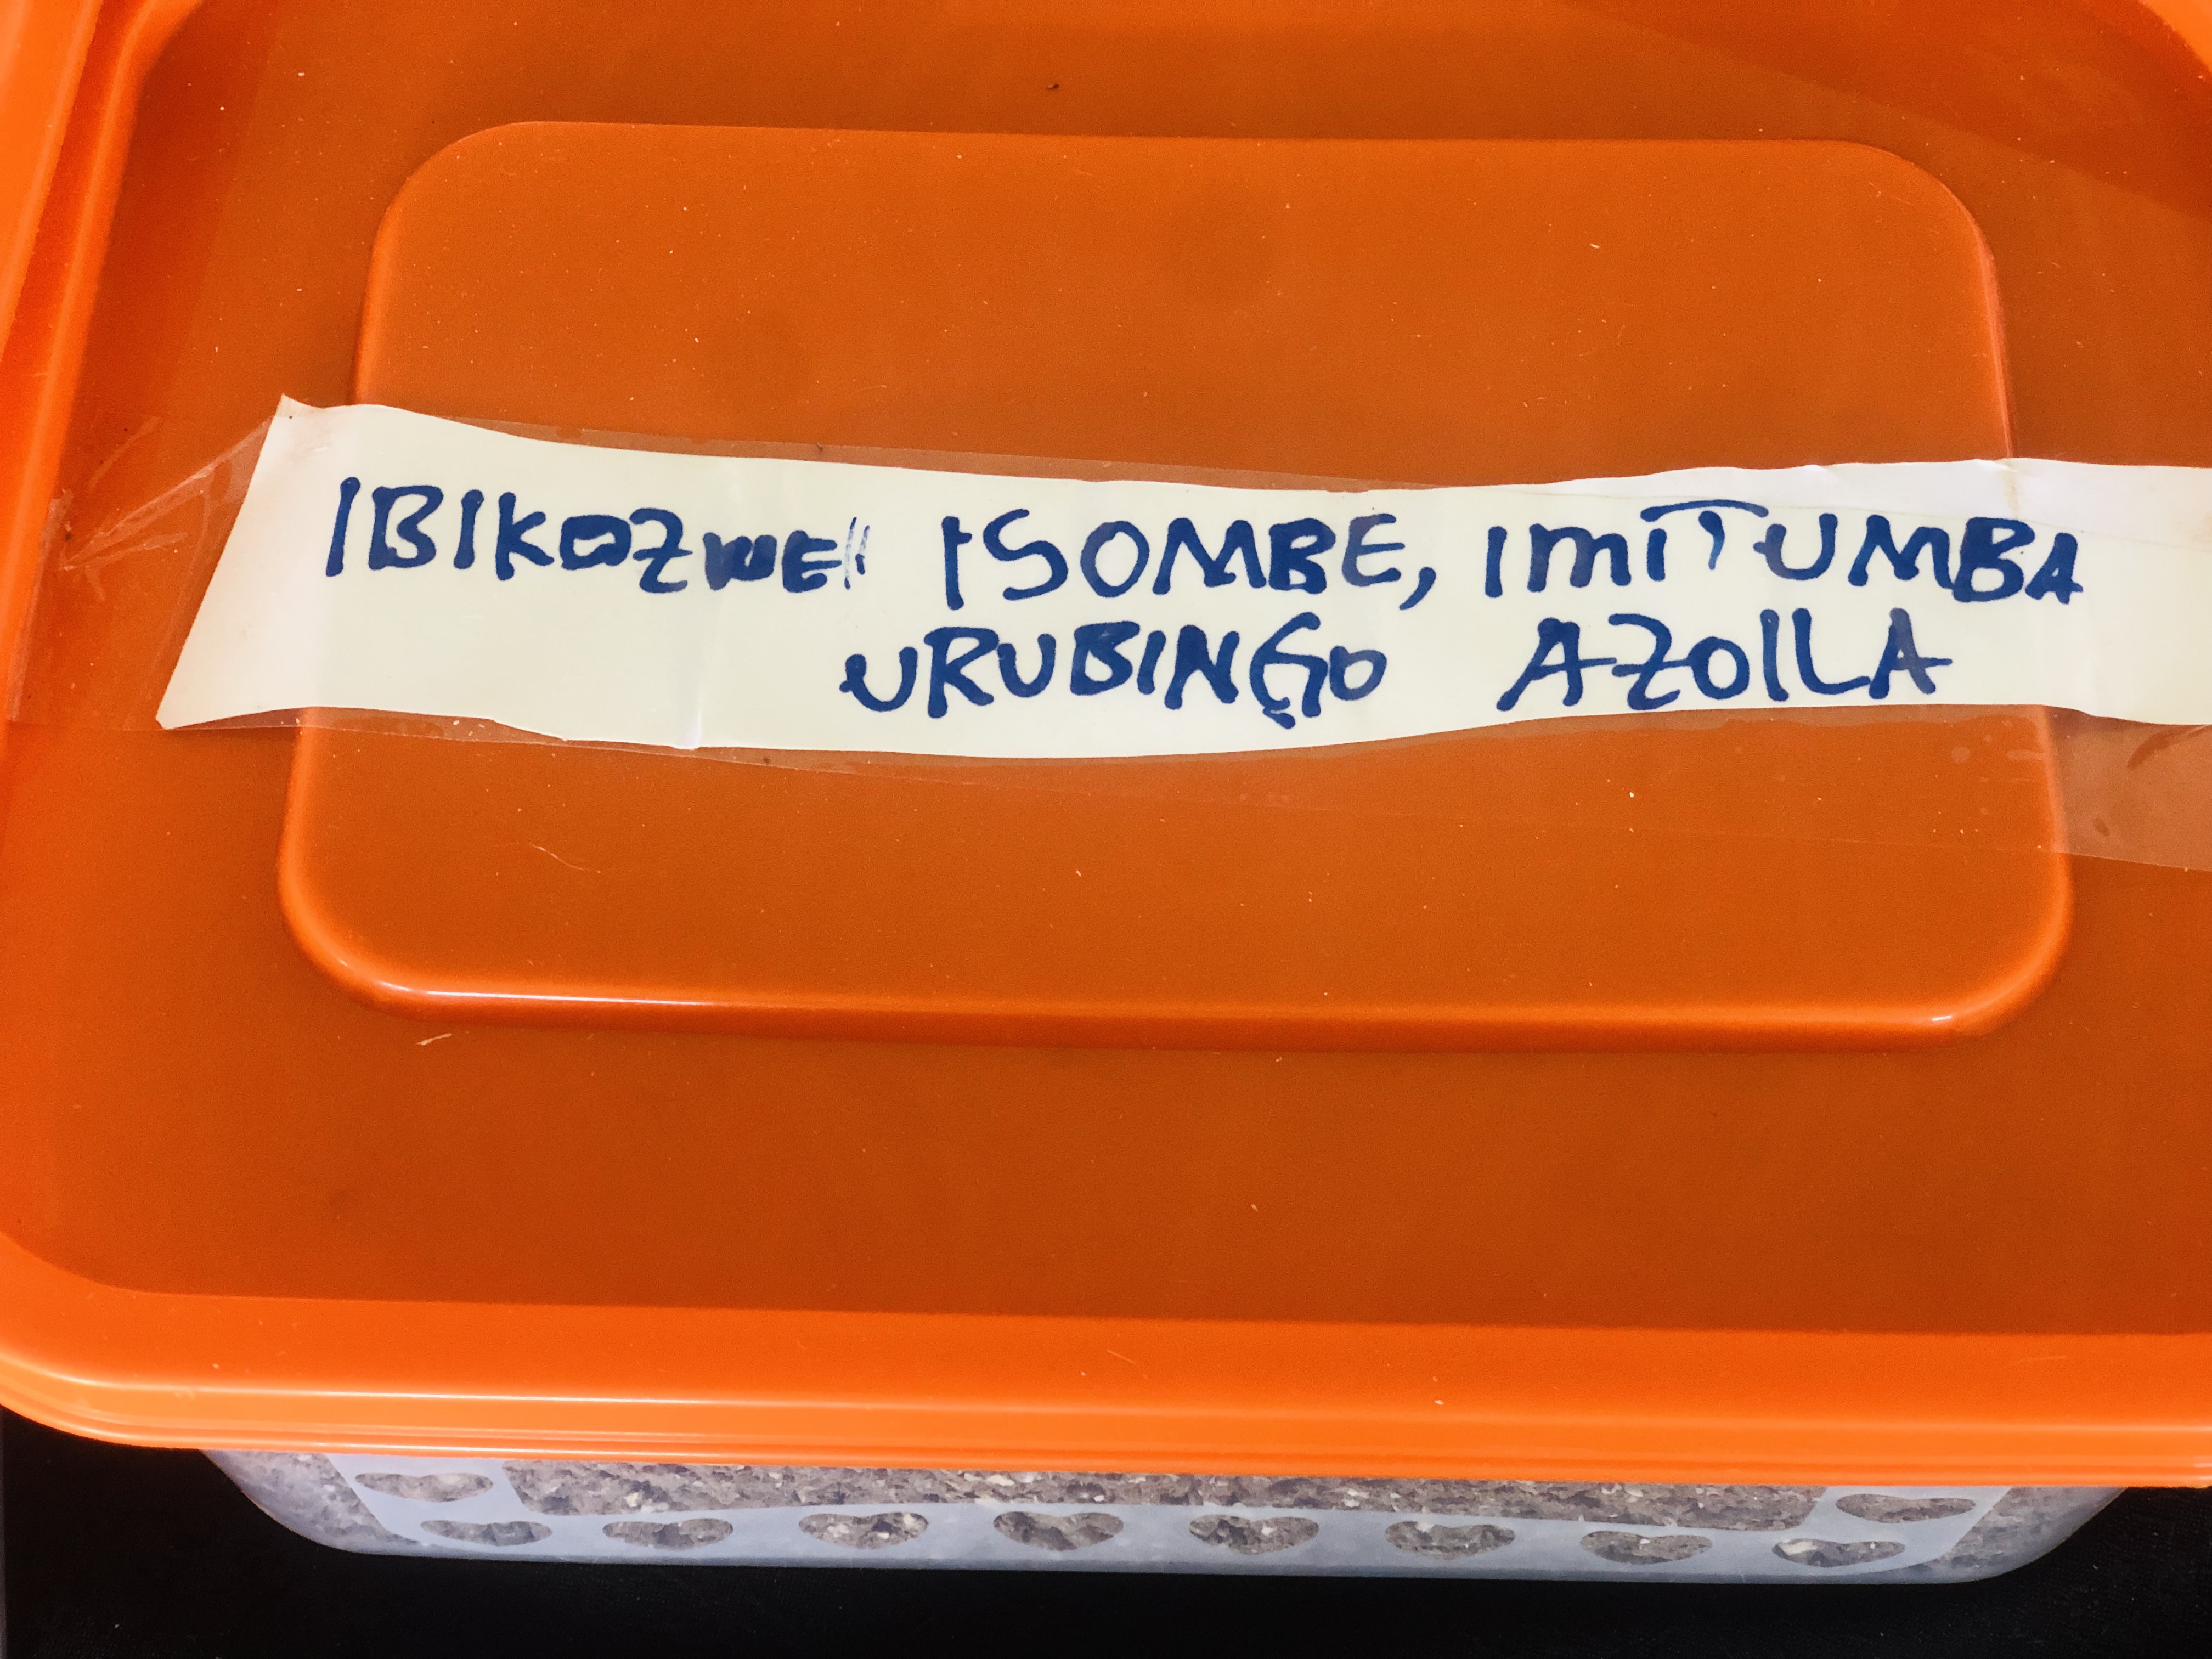 IBIKOZWE" ISOMBE, IMITUMBA
URUBINGO AZOLLA